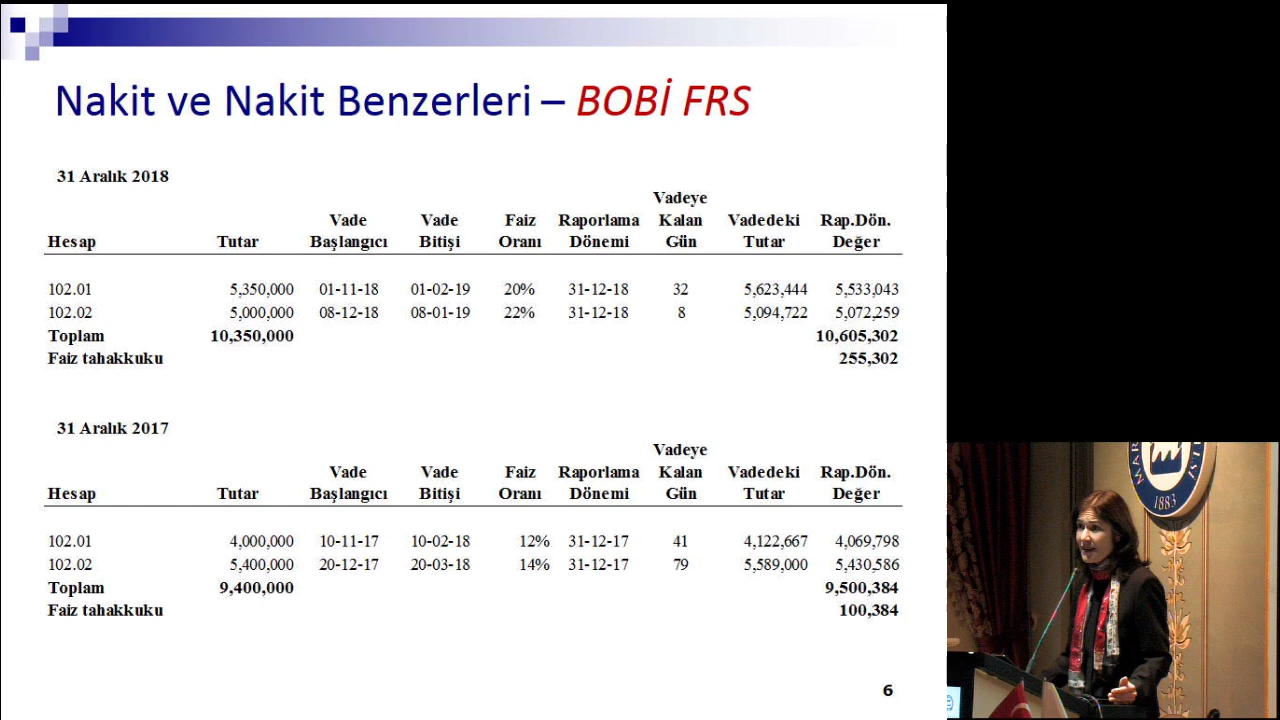 Nakit ve Nakit Benzerleri – BOBİ FRS
31 Aralık 2018
Hesap Tutar Vade Başlangıcı Vade Bitişi Faiz Oranı Raporlama Dönemi Vadeye Kalan Gün Vadedeki Tutar Rap.Dön. Değer
102.01 5,350,000 01-11-18 01-02-19 20% 31-12-18 32 5,623,444 5,533,043
102.02 5,000,000 08-12-18 08-01-19 22% 31-12-18 8 5,094,722 5,072,259
Toplam 10,350,000 10,605,302
Faiz tahakkuku 255,302
31 Aralık 2017
Hesap Tutar Vade Başlangıcı Vade Bitişi Faiz Oranı Raporlama Dönemi Vadeye Kalan Gün Vadedeki Tutar Rap.Dön. Değer
102.01 4,000,000 10-11-17 10-02-18 12% 31-12-17 41 4,122,667 4,069,798
102.02 5,400,000 20-12-17 20-03-18 14% 31-12-17 79 5,589,000 5,430,586
Toplam 9,400,000 9,500,384
Faiz tahakkuku 100,384
6
1883